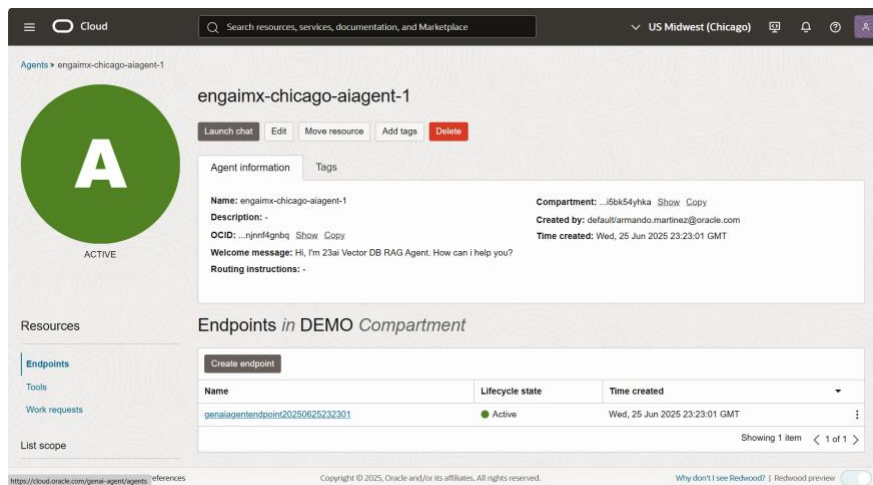 Cloud
Search resources, services, documentation, and Marketplace
US Midwest (Chicago)
Agents » engaimx-chicago-aiagent-1
A
ACTIVE
engaimx-chicago-aiagent-1
Launch chat Edit Move resource Add tags Delete
Agent information Tags
Name: engaimx-chicago-aiagent-1
Description: -
OCID: ...njnnf4gnbq Show Copy
Welcome message: Hi, I'm 23ai Vector DB RAG Agent. How can i help you?
Routing instructions: -
Compartment: ...i5bk54yhka Show Copy
Created by: default/armando.martinez@oracle.com
Time created: Wed, 25 Jun 2025 23:23:01 GMT
Resources
Endpoints
Tools
Work requests
List scope
Endpoints in DEMO Compartment
Create endpoint
Name Lifecycle state Time created
genaiagentendpoint20250625232301 Active Wed, 25 Jun 2025 23:23:01 GMT
Showing 1 item < 1 of 1 >
https://cloud.oracle.com/genai-agent/agents eferences
Copyright © 2025, Oracle and/or its affiliates. All rights reserved.
Why don't I see Redwood? | Redwood preview